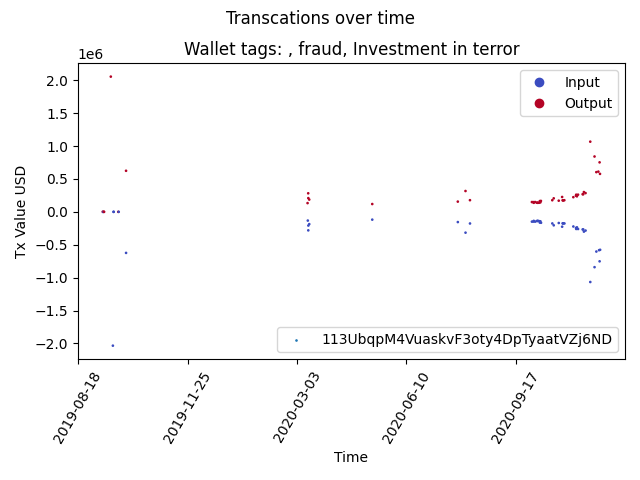 Transcations over time
Wallet tags: , fraud, Investment in terror
1e6
Input
Output
2.0
1.5
1.0
0.5
0.0
−0.5
−1.0
−1.5
−2.0
Tx Value USD
113UbqpM4VuaskvF3oty4DpTyaatVZj6ND
2019-08-18
2019-11-25
2020-03-03
2020-06-10
2020-09-17
Time